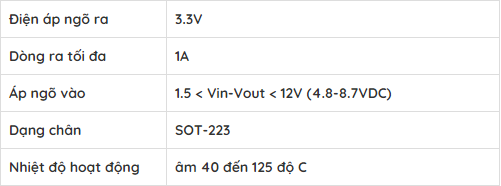 Điện áp ngõ ra 3.3V
Dòng ra tối đa 1A
Áp ngõ vào 1.5 < Vin-Vout < 12V (4.8-8.7VDC)
Dạng chân SOT-223
Nhiệt độ hoạt động âm 40 đến 125 độ C